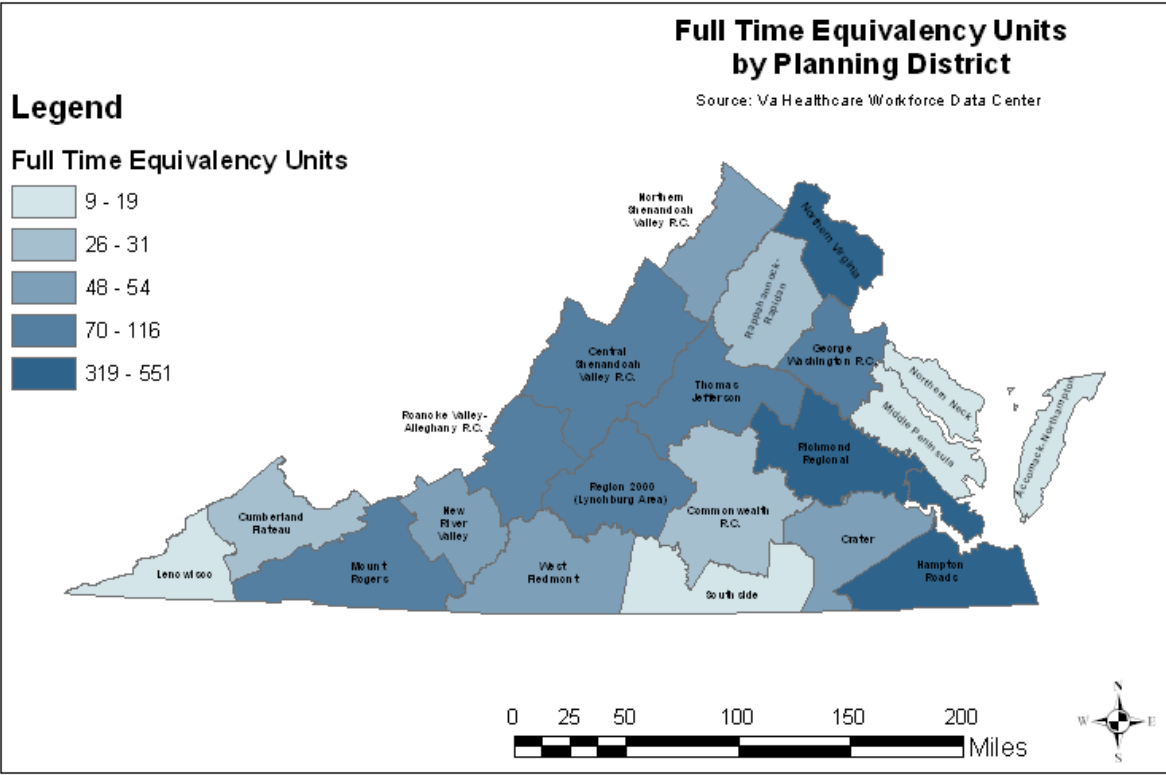 Full Time Equivalency Units
by Planning District
Source: Va Healthcare Workforce Data Center
Legend
Full Time Equivalency Units
9 - 19
26 - 31
48 - 54
70 - 116
319 - 551
Northern
Shenandoah
Valley R.C.
Northern Virginia
Rappahannock-
Rapidan
Central
Shenandoah
Valley R.C.
George
Washington R.C.
Thomas
Jefferson
Northern Neck
Middle Peninsula
Accomack-Northampton
Roanoke Valley-
Alleghany R.C.
Richmond
Regional
Region 2000
(Lynchburg Area)
Commonwealth
R.C.
Cumberland
Plateau
New
River
Valley
Crater
Lenowisco
Mount
Rogers
West
Piedmont
Southside
Hampton
Roads
0 25 50 100 150 200
Miles
N
W E
S